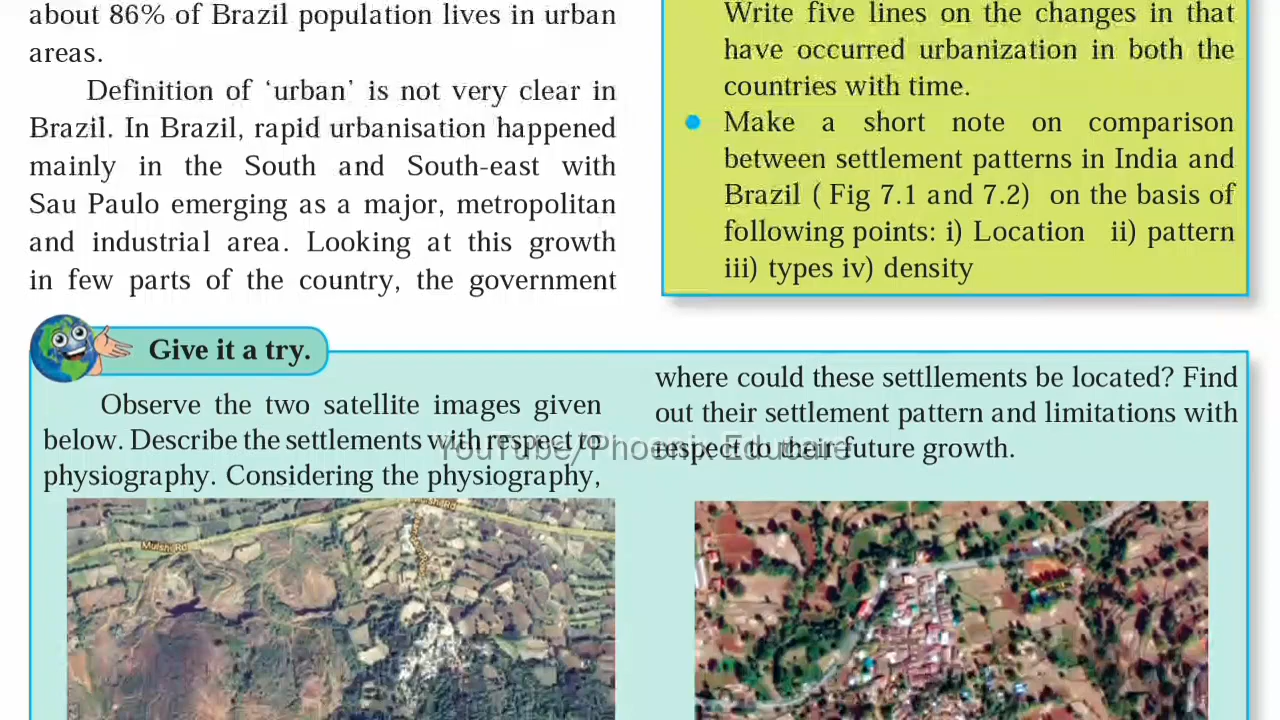 about 86% of Brazil population lives in urban
areas.
Definition of ‘urban’ is not very clear in
Brazil. In Brazil, rapid urbanisation happened
mainly in the South and South-east with
Sau Paulo emerging as a major, metropolitan
and industrial area. Looking at this growth
in few parts of the country, the government
Write five lines on the changes in that
have occurred urbanization in both the
countries with time.
Make a short note on comparison
between settlement patterns in India and
Brazil ( Fig 7.1 and 7.2) on the basis of
following points: i) Location ii) pattern
iii) types iv) density
Give it a try.
Observe the two satellite images given
below. Describe the settlements with respect to
physiography. Considering the physiography,
where could these settllements be located? Find
out their settlement pattern and limitations with
respect to their future growth.
YouTube/Phoenix Educare
Mulshi Rd